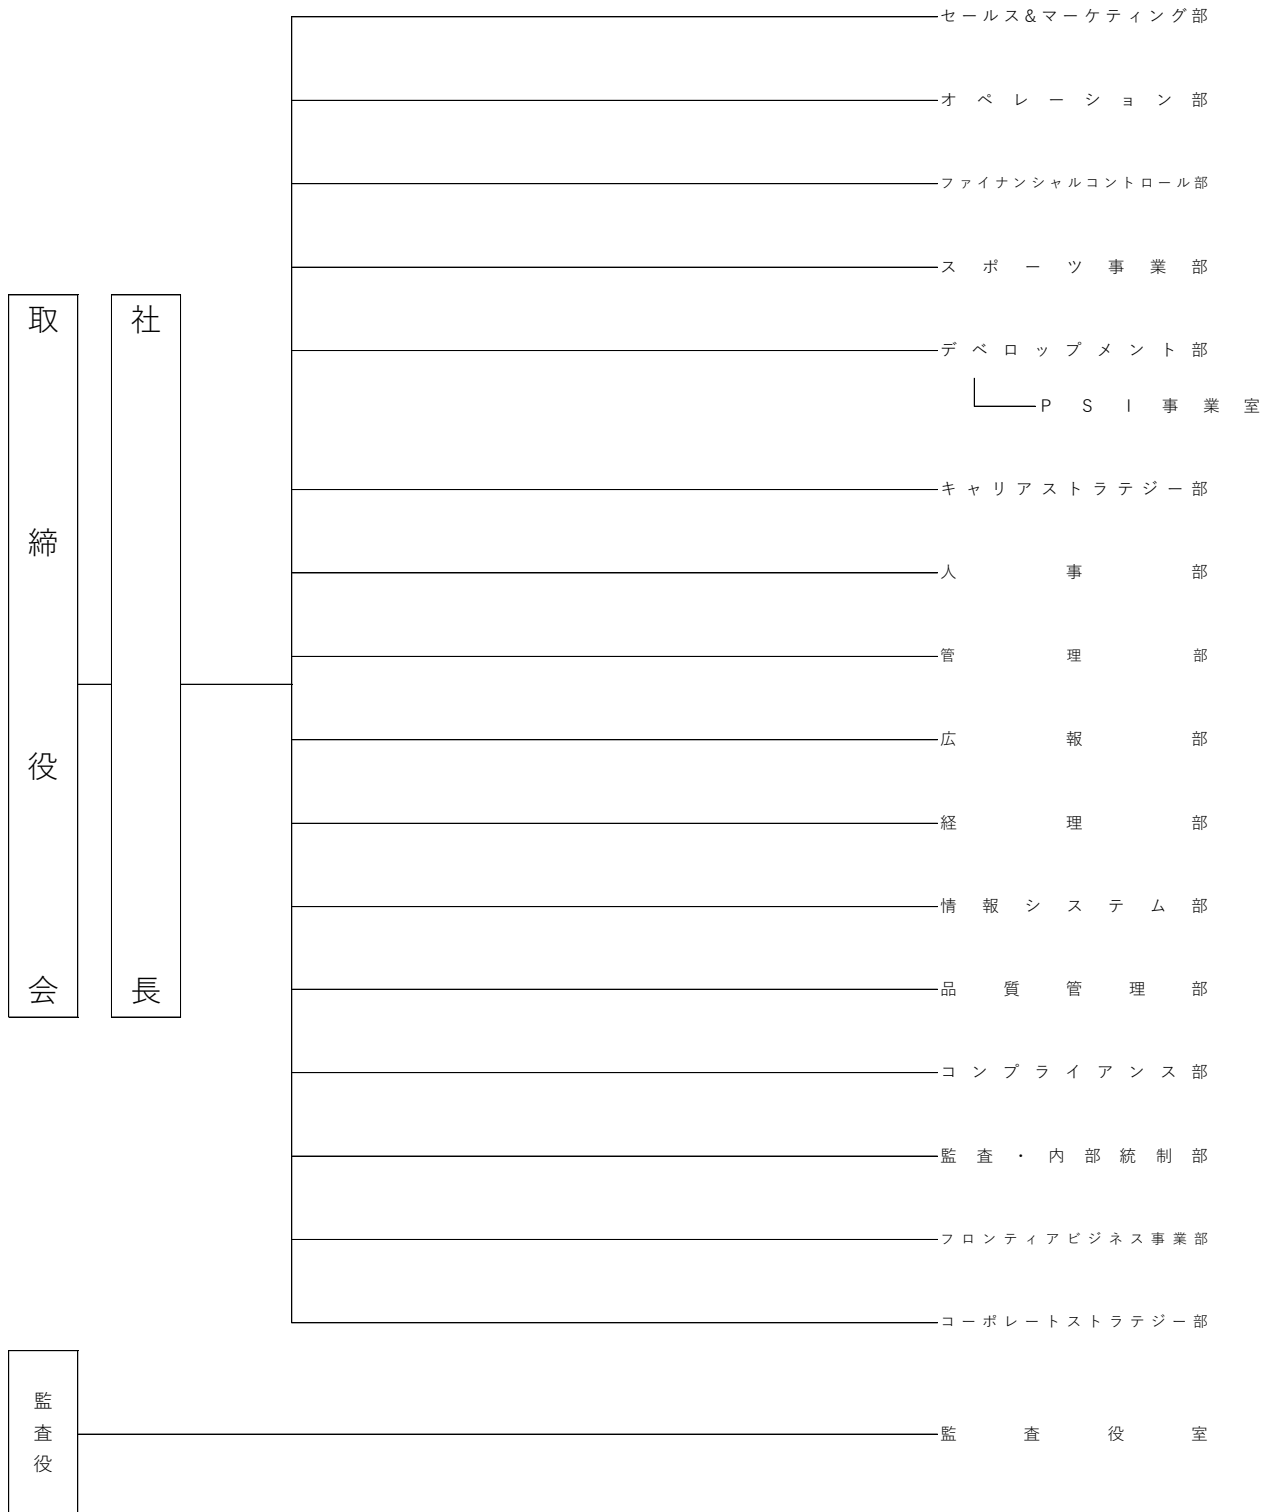 取締役会
社長
セールス&マーケティング部
オペレーション部
ファイナンシャルコントロール部
スポーツ事業部
デベロップメント部
PSI事業室
キャリアストラテジー部
人事部
管理部
広報部
経理部
情報システム部
品質管理部
コンプライアンス部
監査・内部統制部
フロンティアビジネス事業部
コーポレートストラテジー部
監査役
監査役室